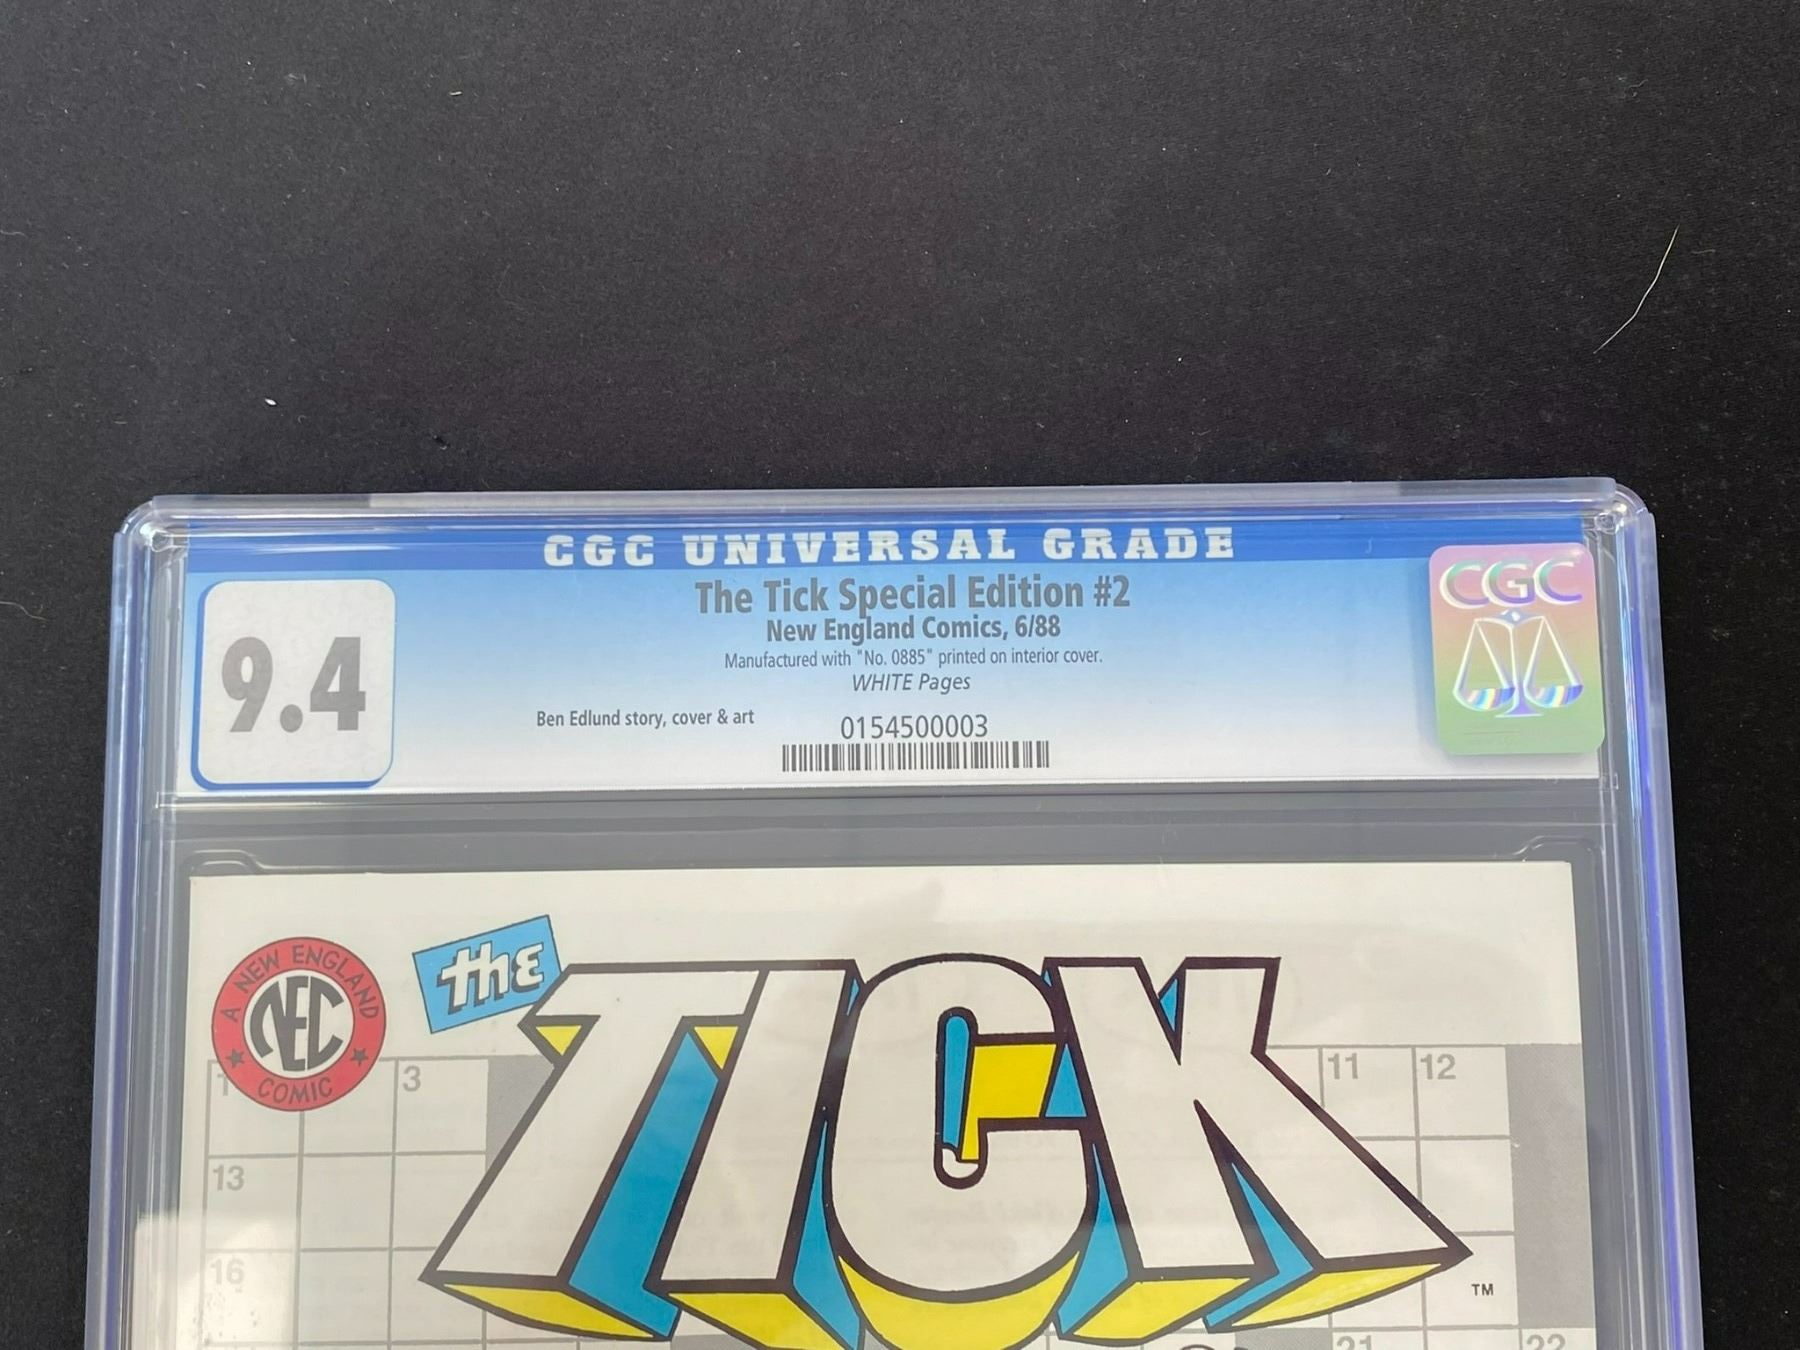 CGC UNIVERSAL GRADE
9.4
The Tick Special Edition #2
New England Comics, 6/88
Manufactured with "No. 0885" printed on interior cover.
WHITE Pages
Ben Edlund story, cover & art
0154500003
CGC
A NEW ENGLAND COMIC
NEC
the
TICK
TM
1
3
11
12
13
16
21
22